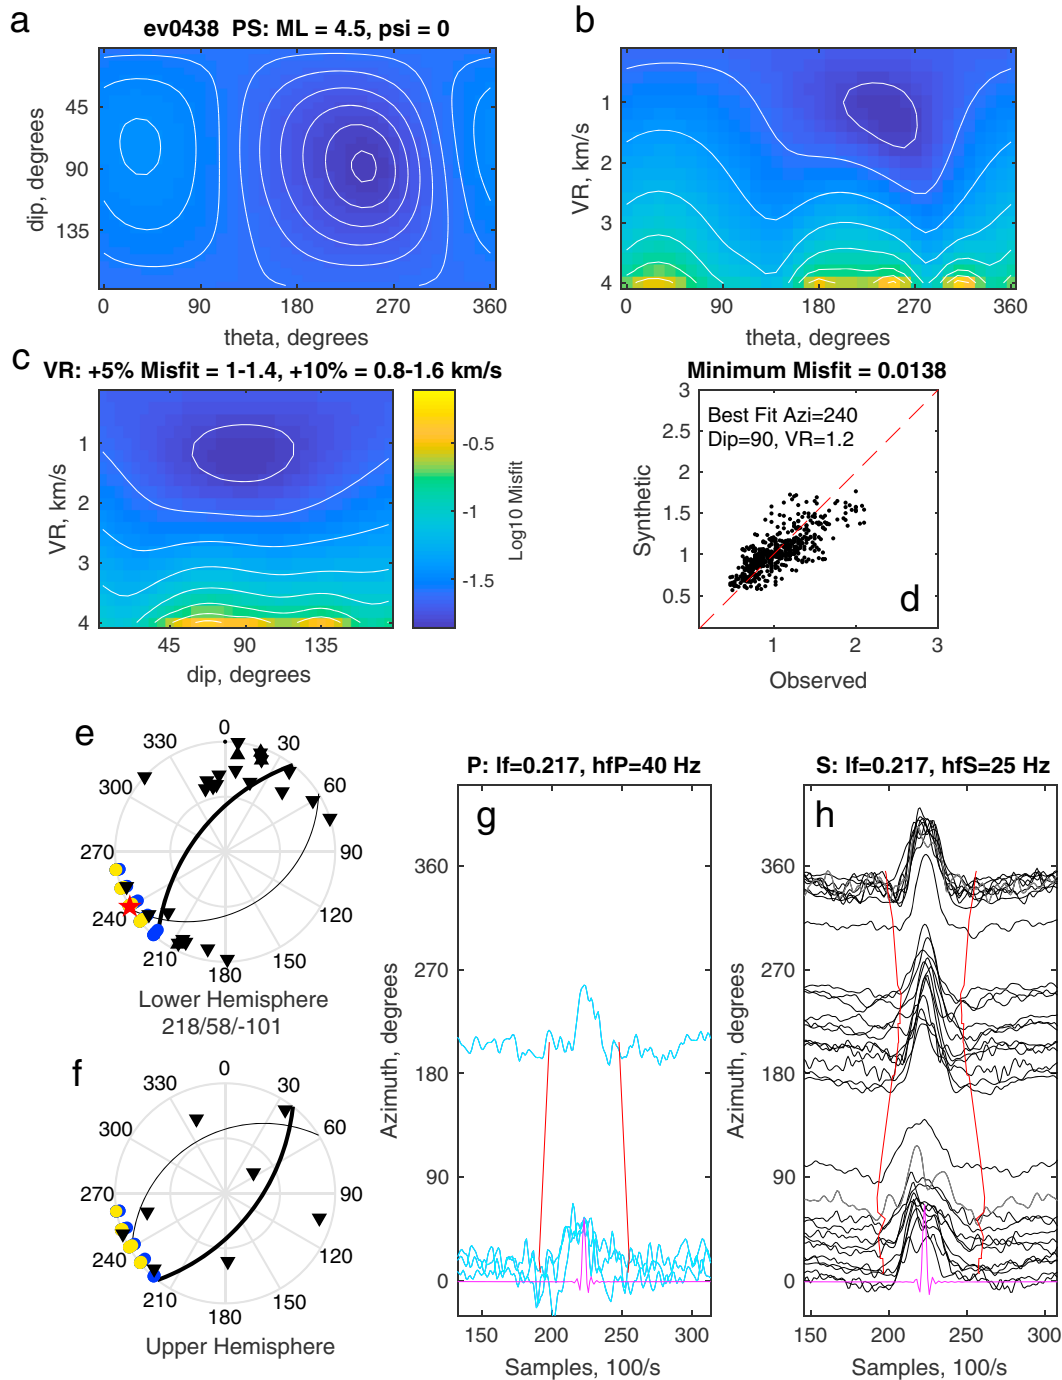 a
ev0438 PS: ML = 4.5, psi = 0
45
90
135
dip, degrees
0
90
180
270
360
theta, degrees
b
1
2
3
4
VR, km/s
0
90
180
270
360
theta, degrees
c
VR: +5% Misfit = 1-1.4, +10% = 0.8-1.6 km/s
1
2
3
4
VR, km/s
45
90
135
dip, degrees
-0.5
-1
-1.5
Log10 Misfit
Minimum Misfit = 0.0138
Best Fit Azi=240
Dip=90, VR=1.2
3
2.5
2
1.5
1
0.5
Synthetic
d
1
2
3
Observed
e
0
30
60
90
120
150
180
210
240
270
300
330
Lower Hemisphere
218/58/-101
f
0
30
60
90
120
150
180
210
240
270
300
330
Upper Hemisphere
P: lf=0.217, hfP=40 Hz
g
360
270
180
90
0
Azimuth, degrees
150
200
250
300
Samples, 100/s
S: lf=0.217, hfS=25 Hz
h
360
270
180
90
0
Azimuth, degrees
150
200
250
300
Samples, 100/s